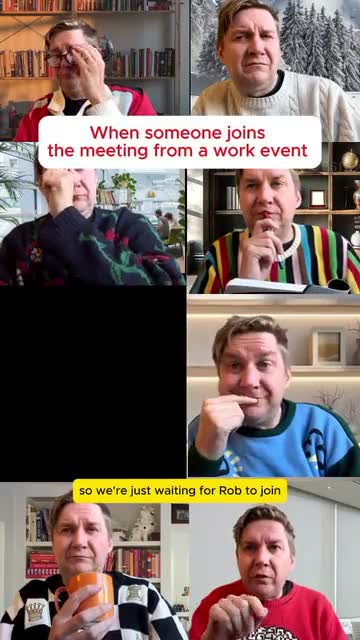 When someone joins
the meeting from a work event
so we're just waiting for Rob to join